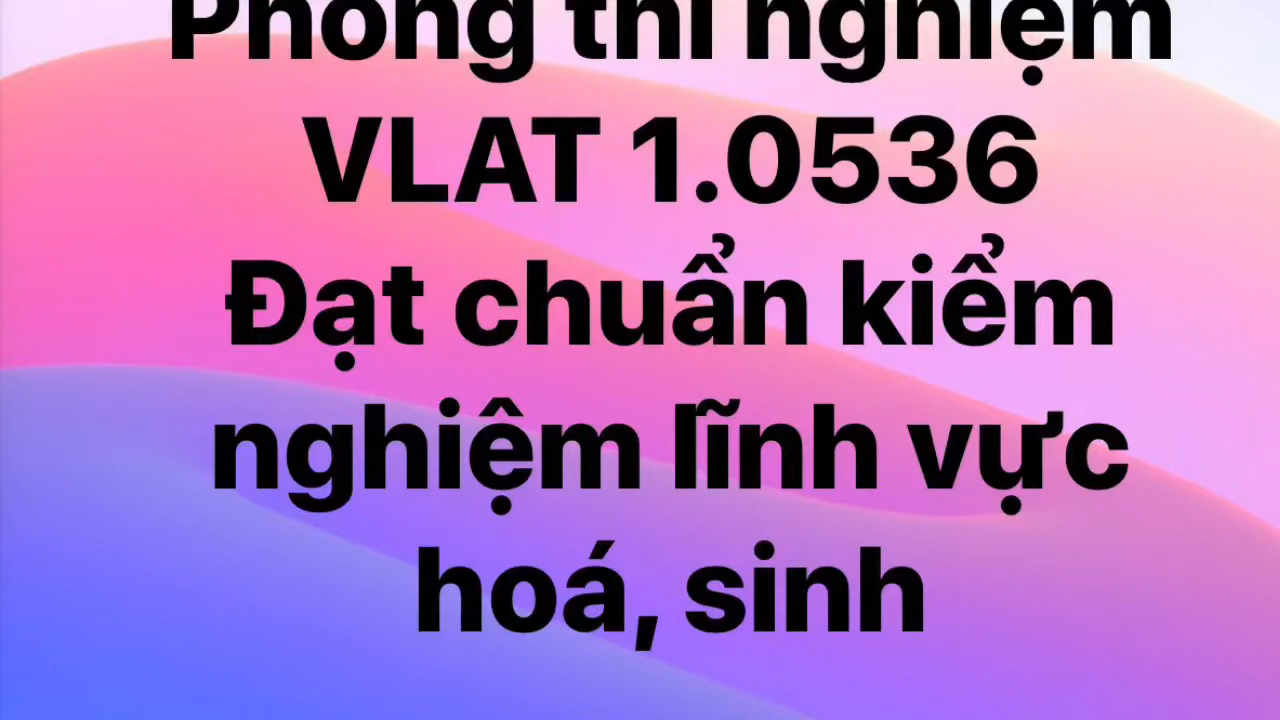 Phòng thí nghiệm
VLAT 1.0536
Đạt chuẩn kiểm
nghiệm lĩnh vực
hoá, sinh